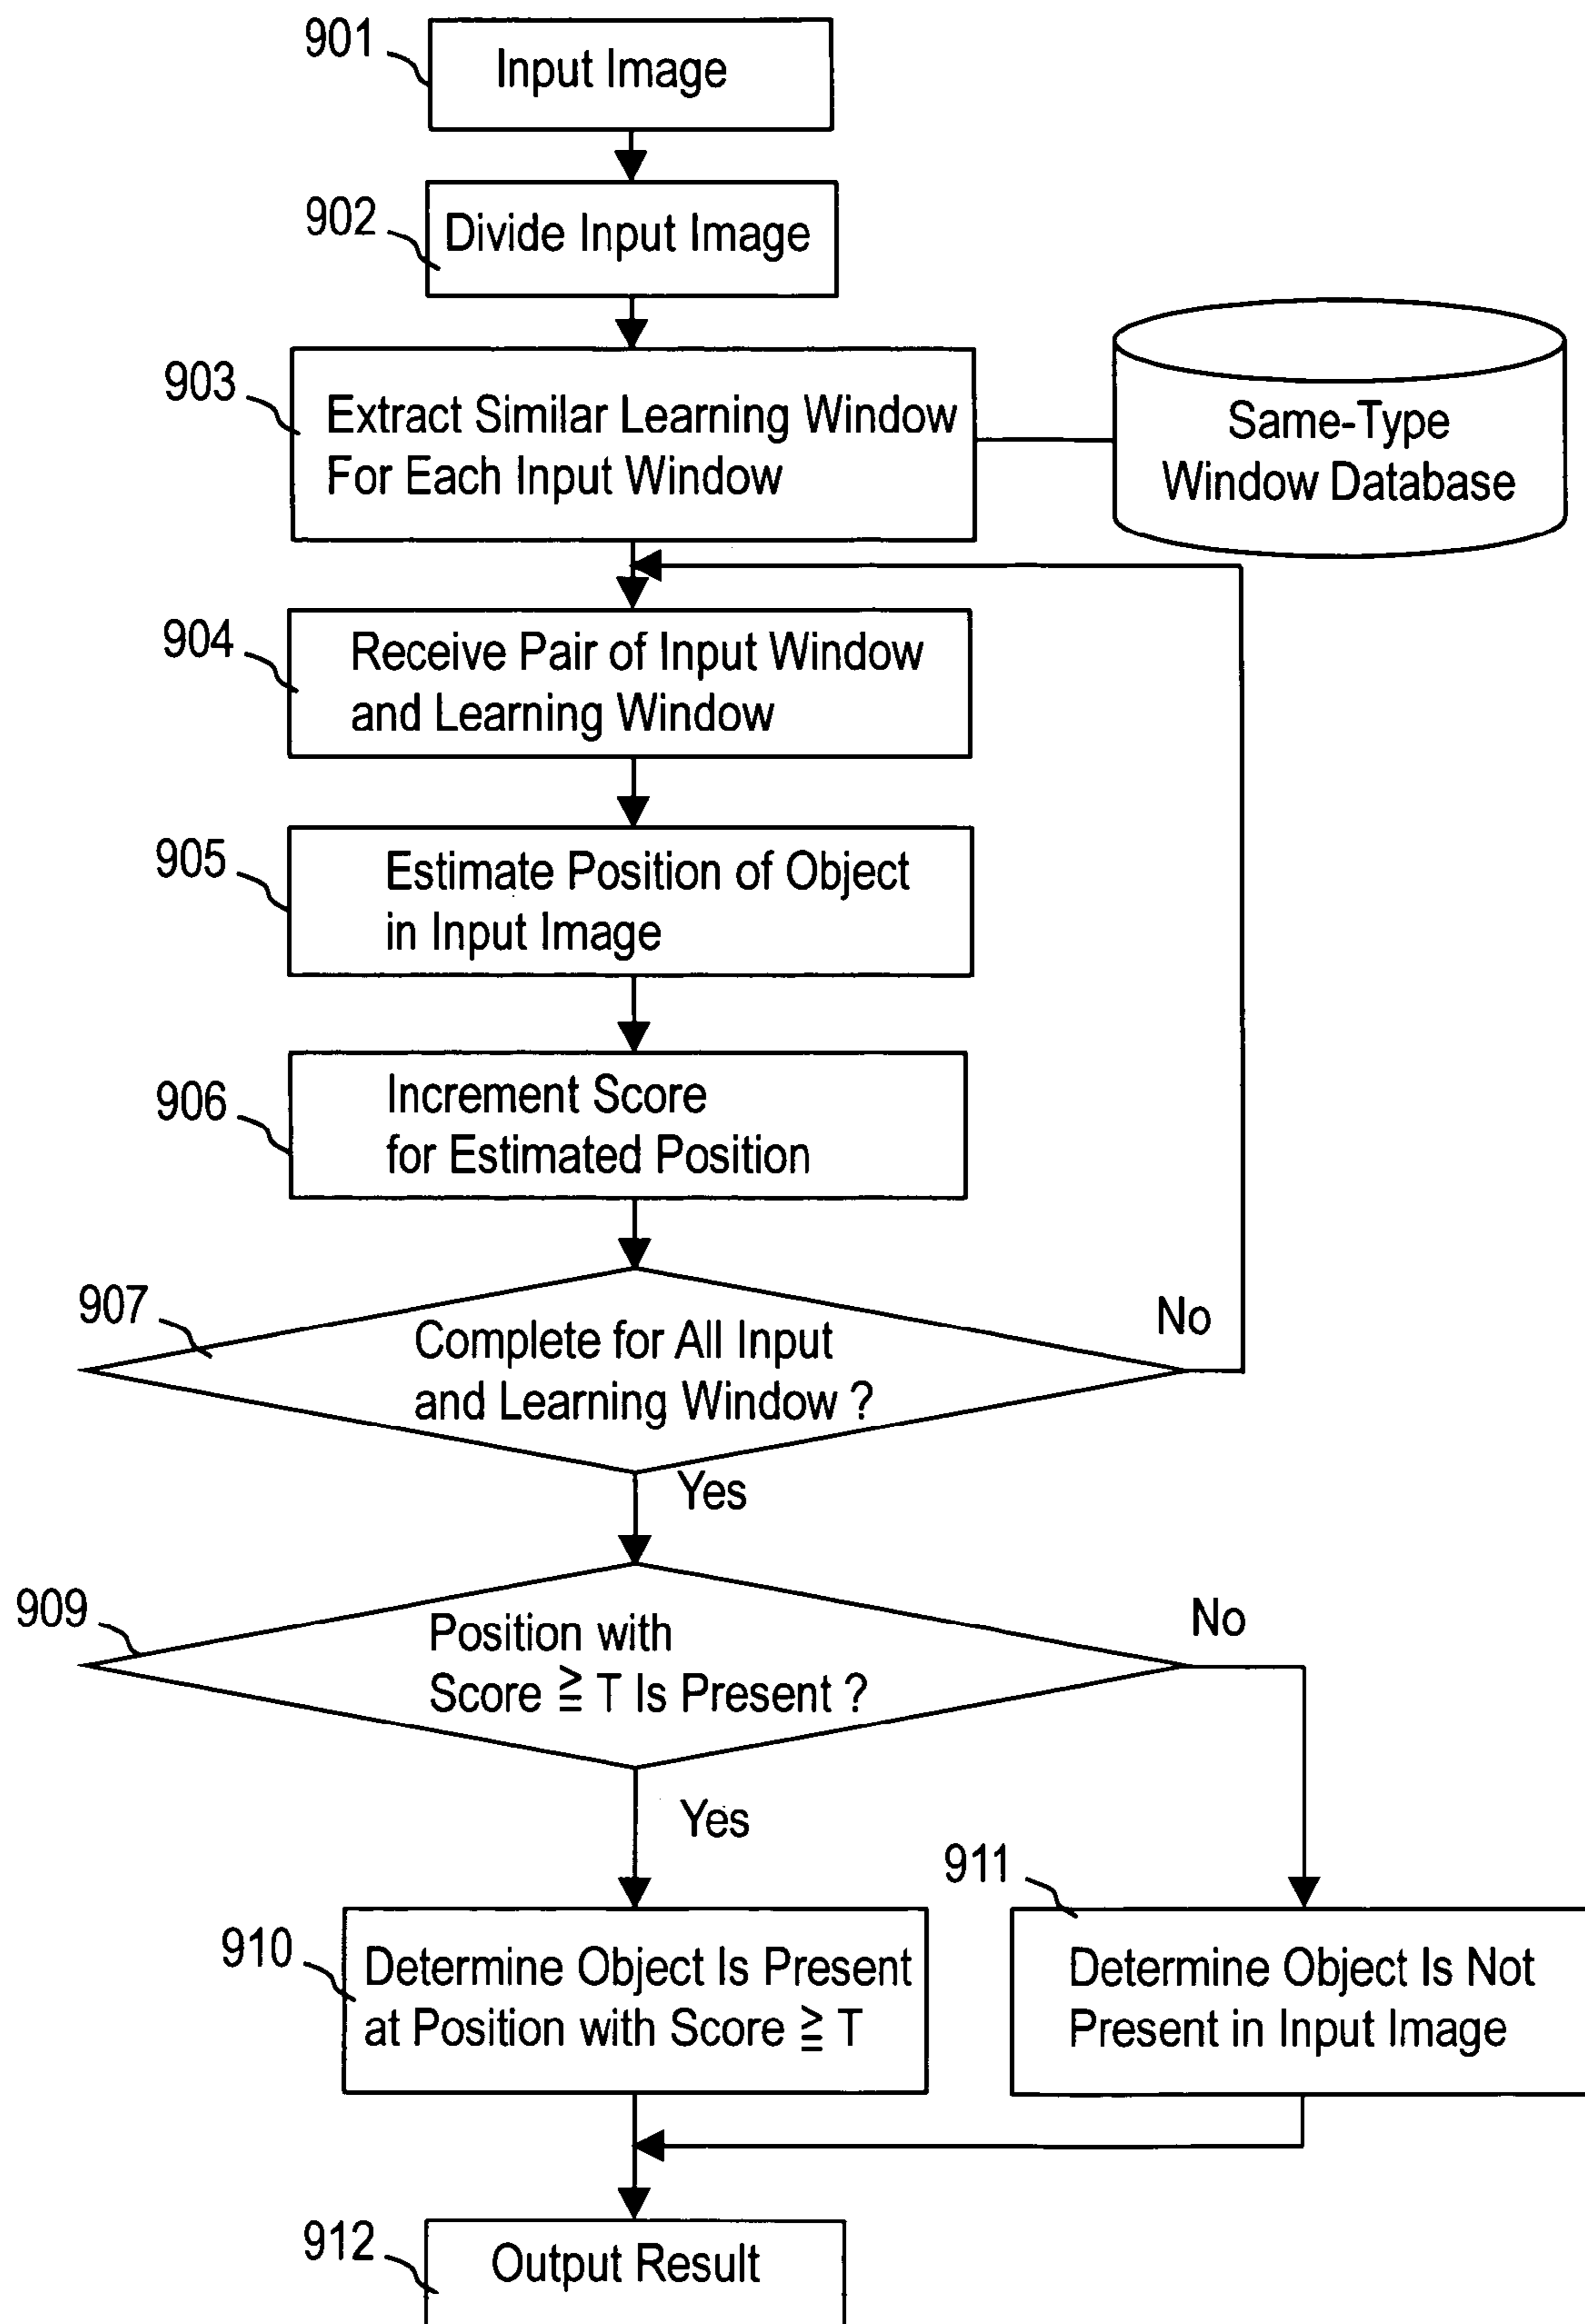 901
Input Image
902
Divide Input Image
903
Extract Similar Learning Window
For Each Input Window
Same-Type
Window Database
904
Receive Pair of Input Window
and Learning Window
905
Estimate Position of Object
in Input Image
906
Increment Score
for Estimated Position
907
Complete for All Input
and Learning Window ?
No
Yes
909
Position with
Score ≧ T Is Present ?
No
Yes
910
Determine Object Is Present
at Position with Score ≧ T
911
Determine Object Is Not
Present in Input Image
912
Output Result